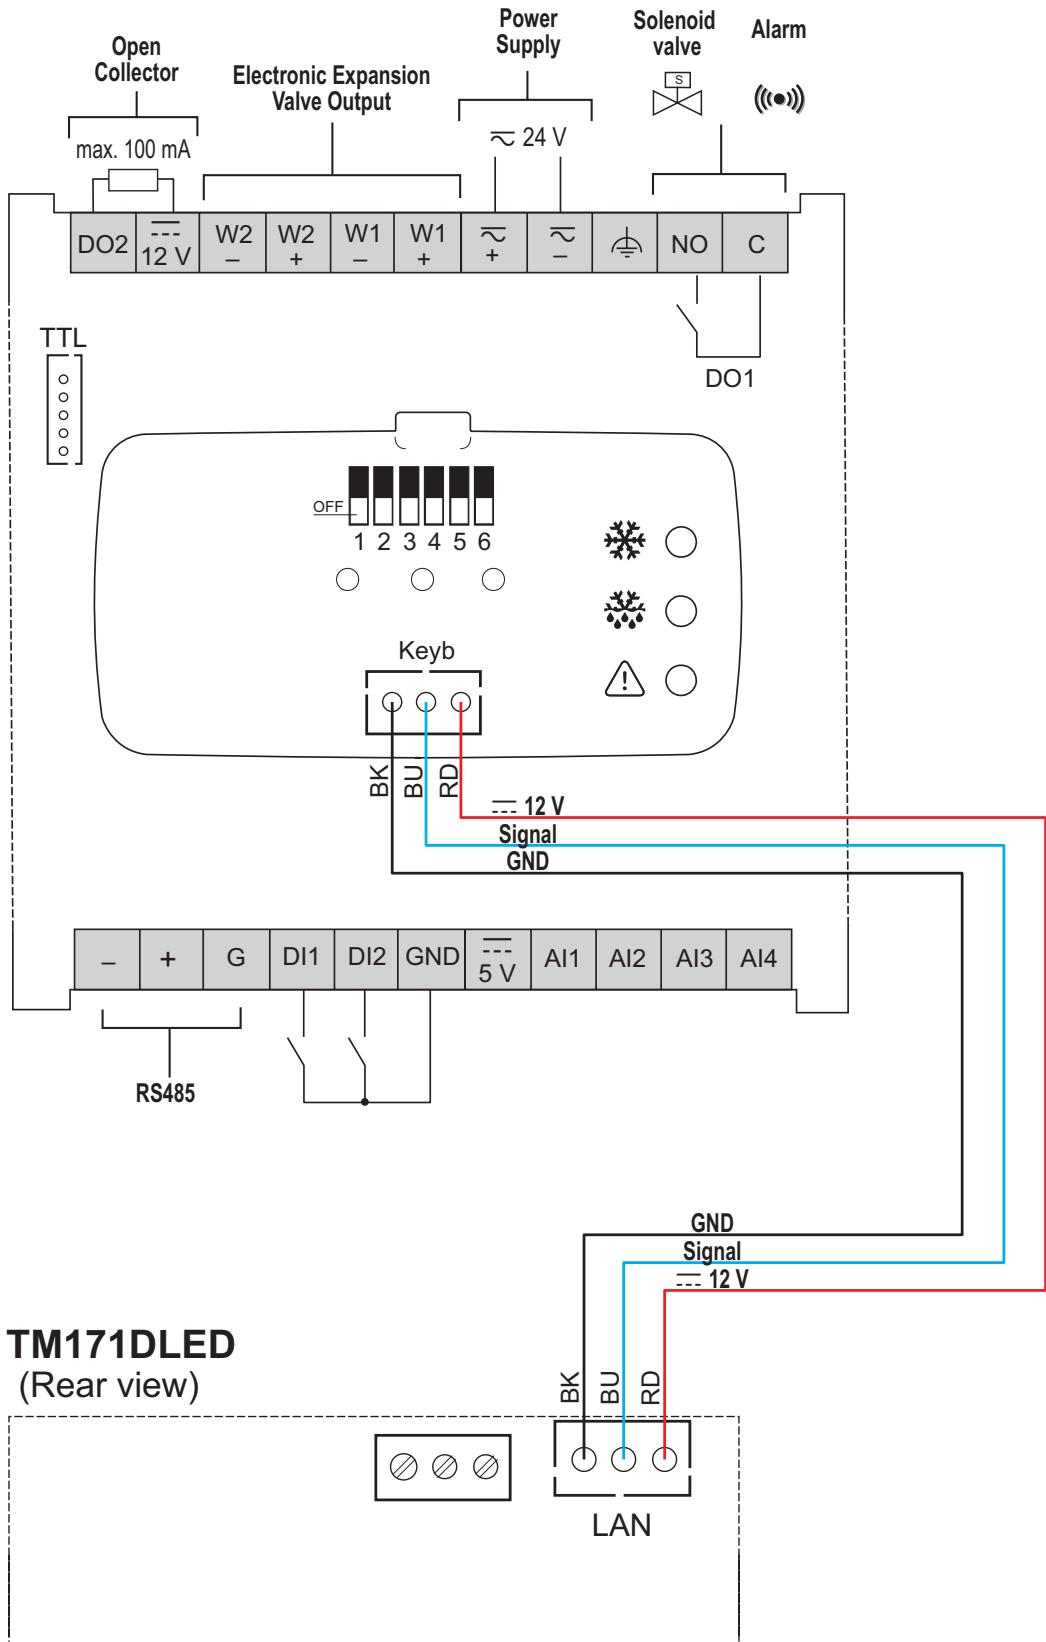 Open
Collector
max. 100 mA
Electronic Expansion
Valve Output
Power
Supply
24 V
Solenoid
valve
S
Alarm
DO2
12 V
W2
–
W2
+
W1
–
W1
+
+
–
NO
C
TTL
DO1
OFF
1 2 3 4 5 6
Keyb
BK
BU
RD
12 V
Signal
GND
–
+
G
DI1
DI2
GND
5 V
AI1
AI2
AI3
AI4
RS485
GND
Signal
12 V
TM171DLED
(Rear view)
BK
BU
RD
LAN